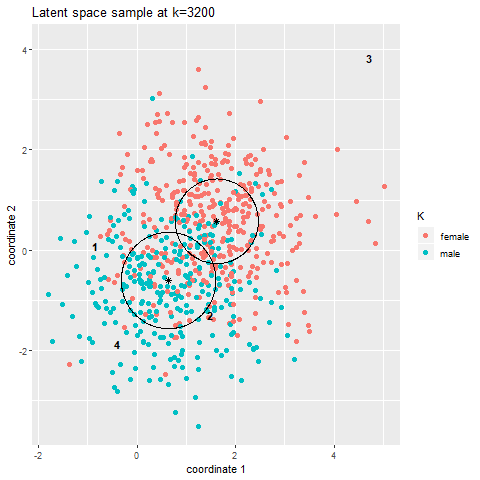 Latent space sample at k=3200
3
4
2
1
0
2
-2
4
-2
0
2
4
coordinate 1
coordinate 2
K
female
male